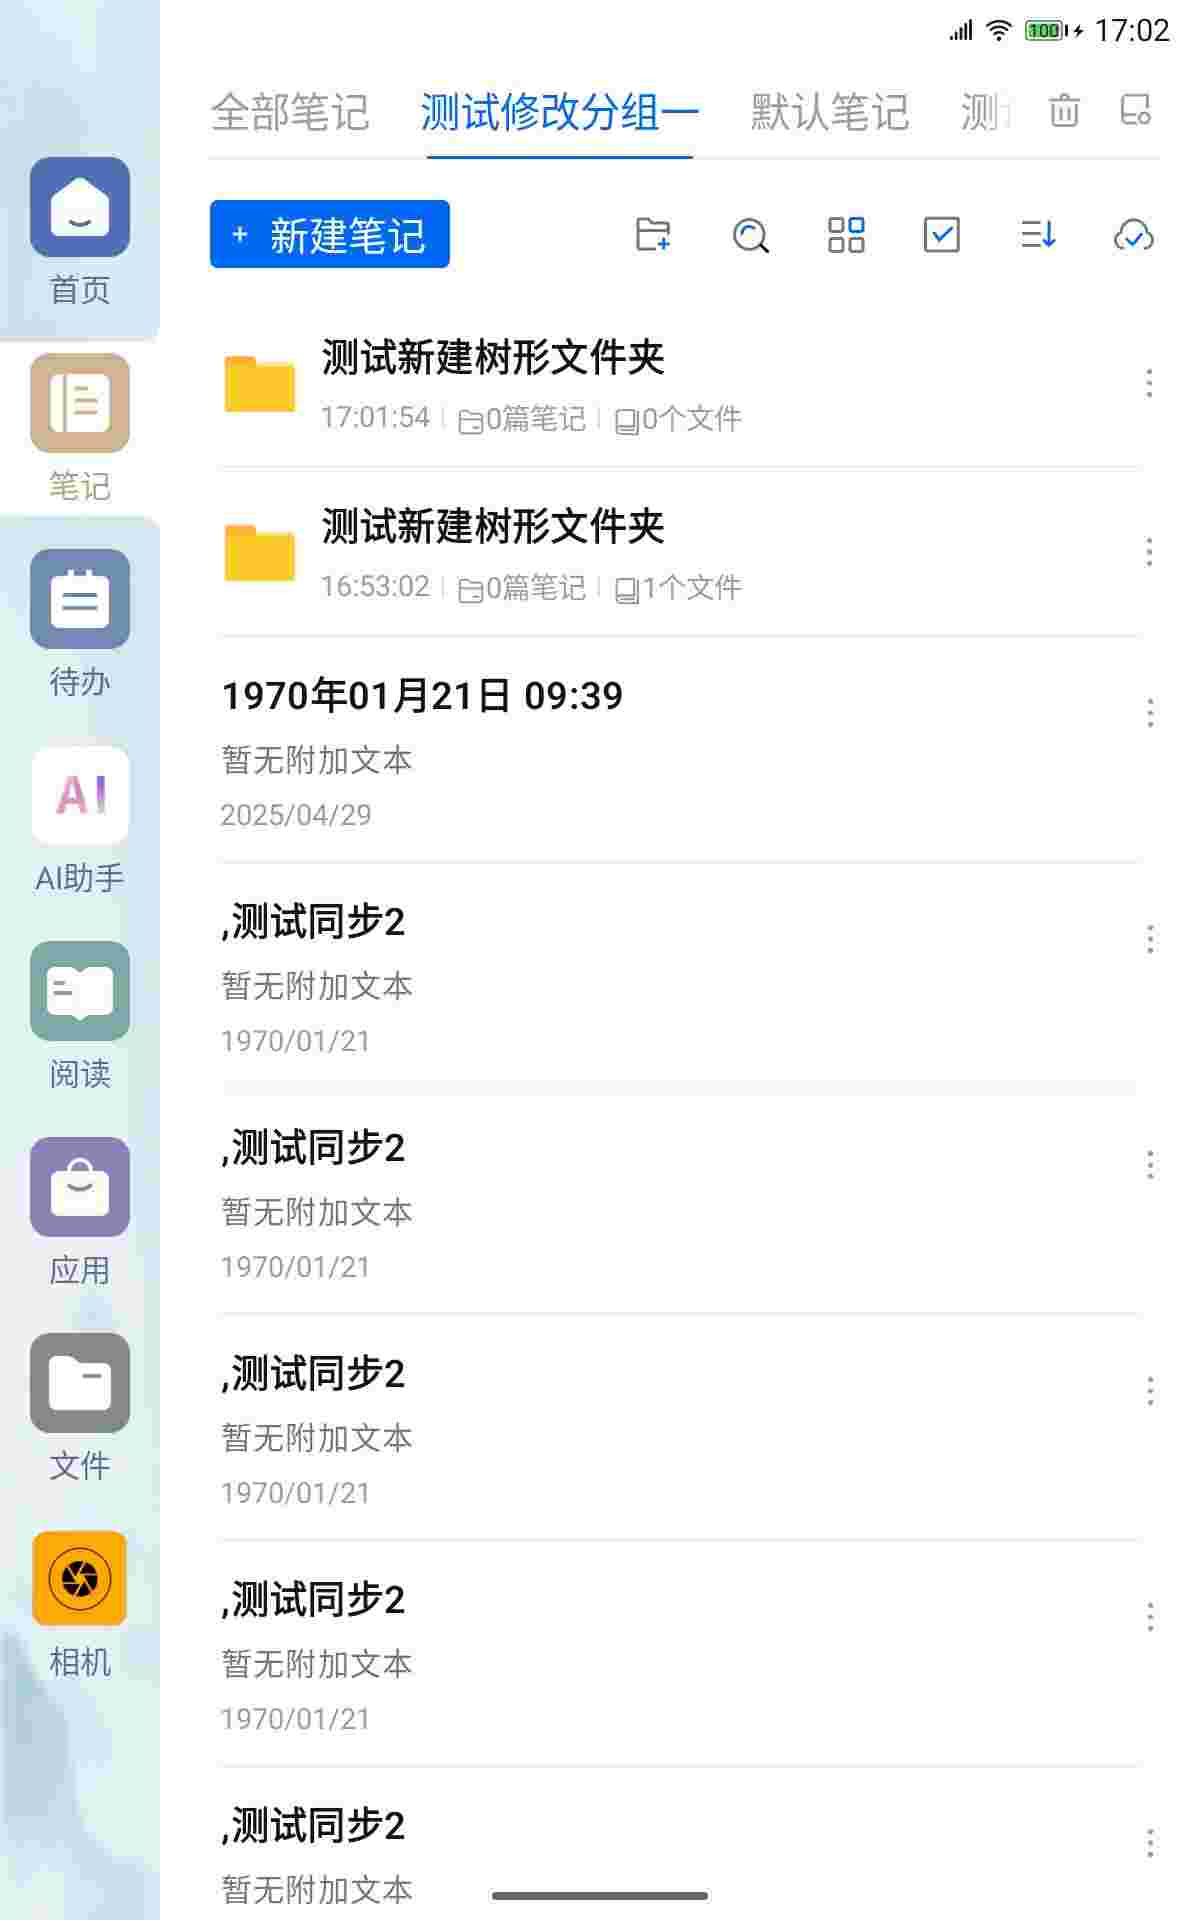 100 17:02
全部笔记 测试修改分组一 默认笔记 测
+ 新建笔记
首页
笔记
待办
AI
AI助手
阅读
应用
文件
相机
测试新建树形文件夹
17:01:54 0篇笔记 0个文件
测试新建树形文件夹
16:53:02 0篇笔记 1个文件
1970年01月21日 09:39
暂无附加文本
2025/04/29
,测试同步2
暂无附加文本
1970/01/21
,测试同步2
暂无附加文本
1970/01/21
,测试同步2
暂无附加文本
1970/01/21
,测试同步2
暂无附加文本
1970/01/21
,测试同步2
暂无附加文本